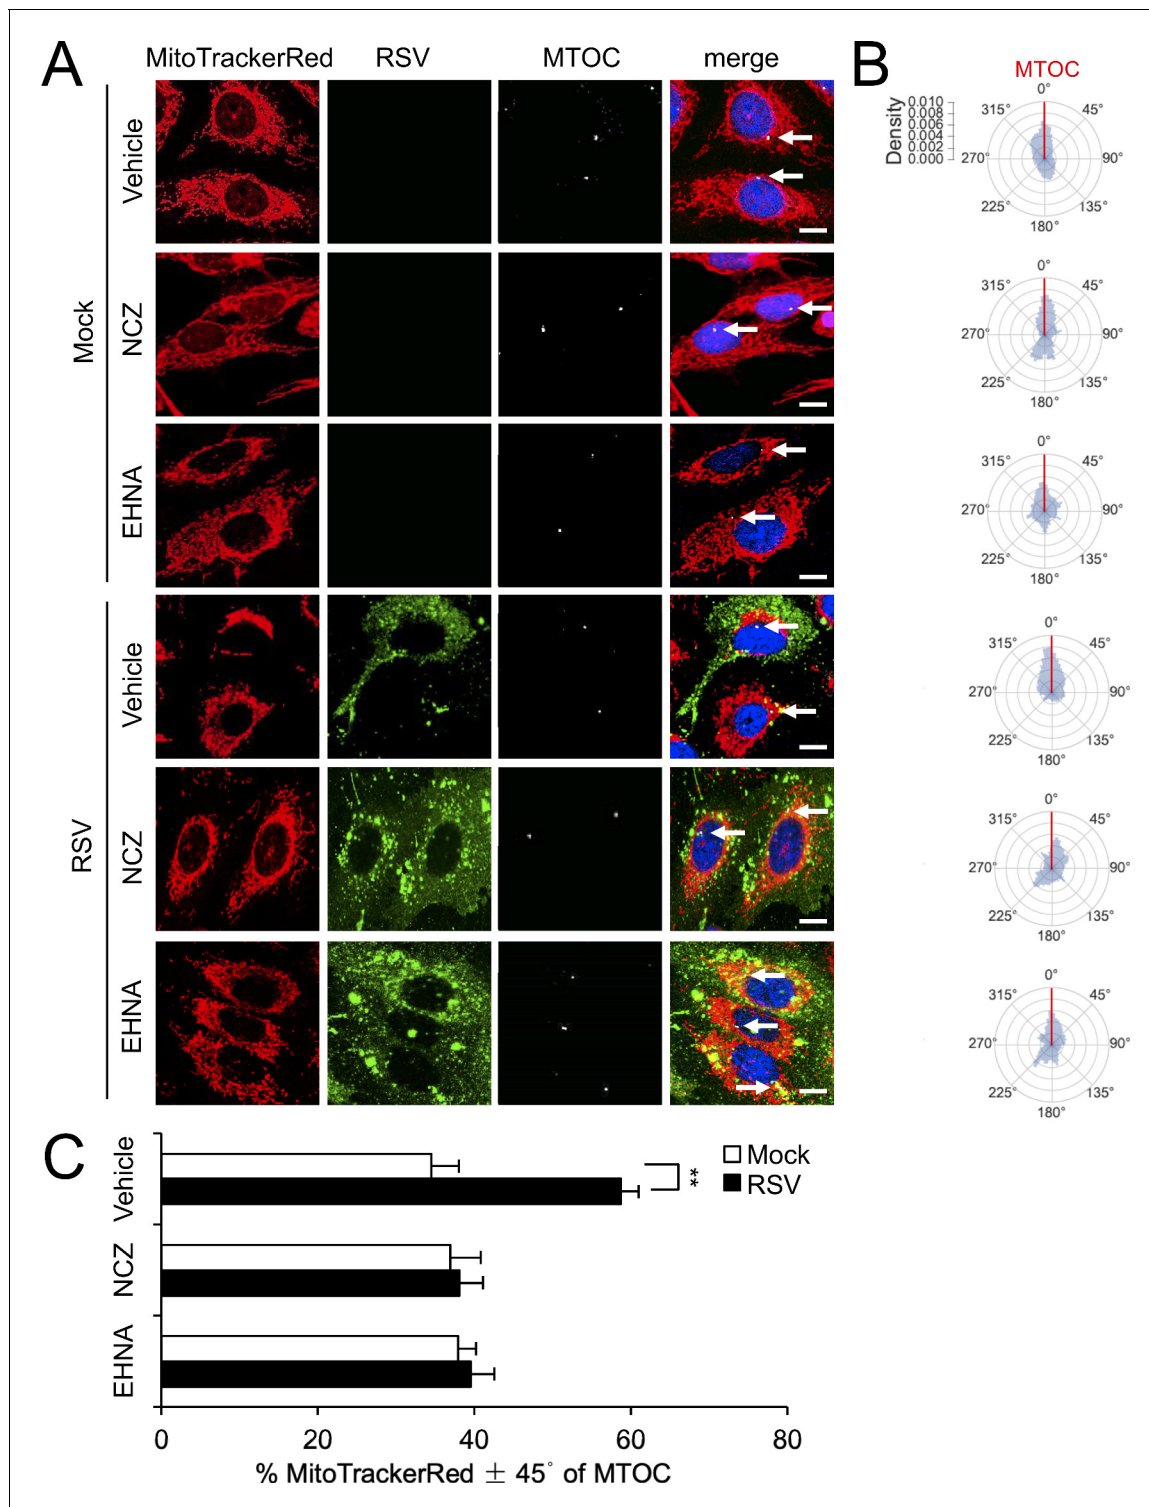 A
MitoTrackerRed RSV MTOC merge
Mock
Vehicle
NCZ
EHNA
RSV
Vehicle
NCZ
EHNA
B
MTOC
Density
0.010
0.008
0.006
0.004
0.002
0.000
0°
315° 45°
270° 90°
225° 135°
180°
0°
315° 45°
270° 90°
225° 135°
180°
0°
315° 45°
270° 90°
225° 135°
180°
0°
315° 45°
270° 90°
225° 135°
180°
0°
315° 45°
270° 90°
225° 135°
180°
0°
315° 45°
270° 90°
225° 135°
180°
C
Vehicle
NCZ
EHNA
Mock
RSV
**
0 20 40 60 80
% MitoTrackerRed ± 45° of MTOC